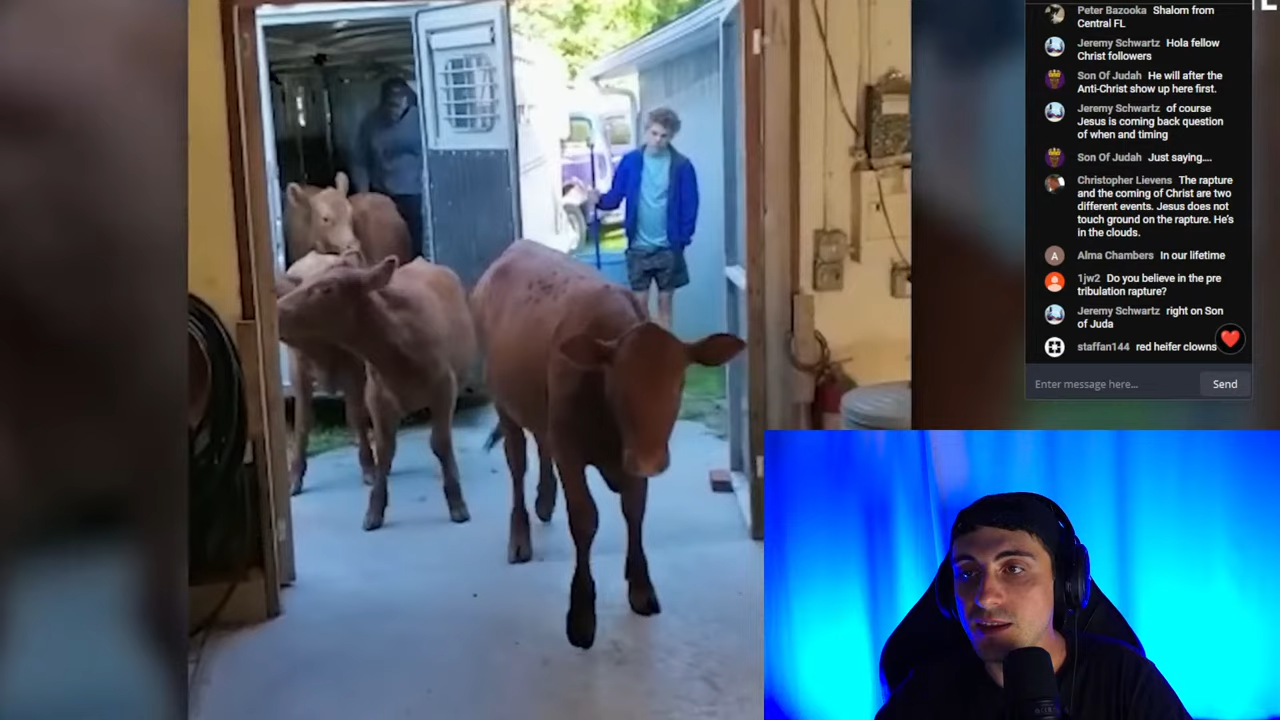 Peter Bazooka Shalom from
Central FL
Jeremy Schwartz Hola fellow
Christ followers
Son Of Judah He will after the
Anti-Christ show up here first.
Jeremy Schwartz of course
Jesus is coming back question
of when and timing
Son Of Judah Just saying....
Christopher Lievens The rapture
and the coming of Christ are two
different events. Jesus does not
touch ground on the rapture. He's
in the clouds.
A Alma Chambers In our lifetime
1jw2 Do you believe in the pre
tribulation rapture?
Jeremy Schwartz right on Son
of Juda
staffan144 red heifer clowns
Enter message here...
Send